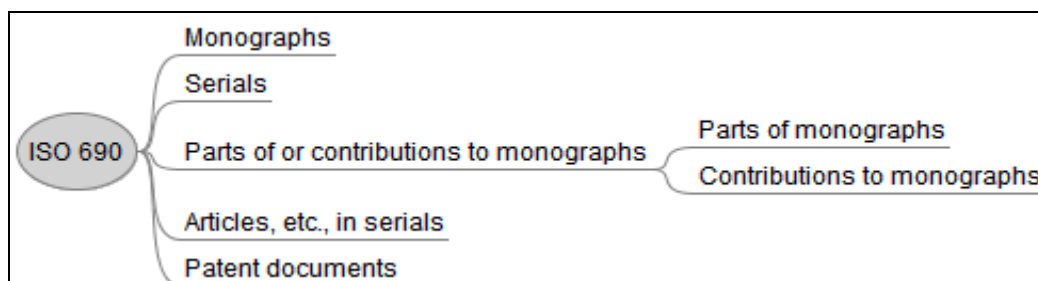 Monographs
Serials
ISO 690
Parts of or contributions to monographs
Parts of monographs
Contributions to monographs
Articles, etc., in serials
Patent documents